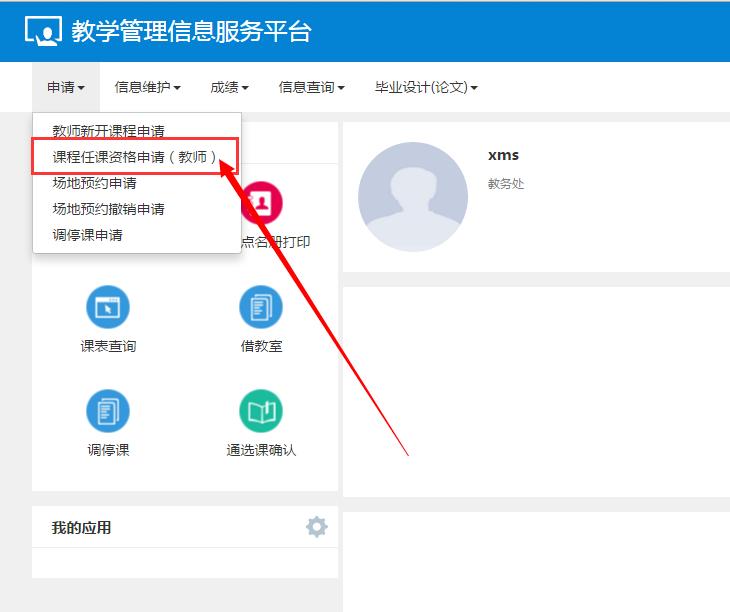 教学管理信息服务平台
申请 信息维护 成绩 信息查询 毕业设计(论文)
教师新开课程申请
课程任课资格申请（教师）
场地预约申请
场地预约撤销申请
调停课申请
点名册打印
课表查询 借教室
调停课 通选课确认
我的应用
xms
教务处